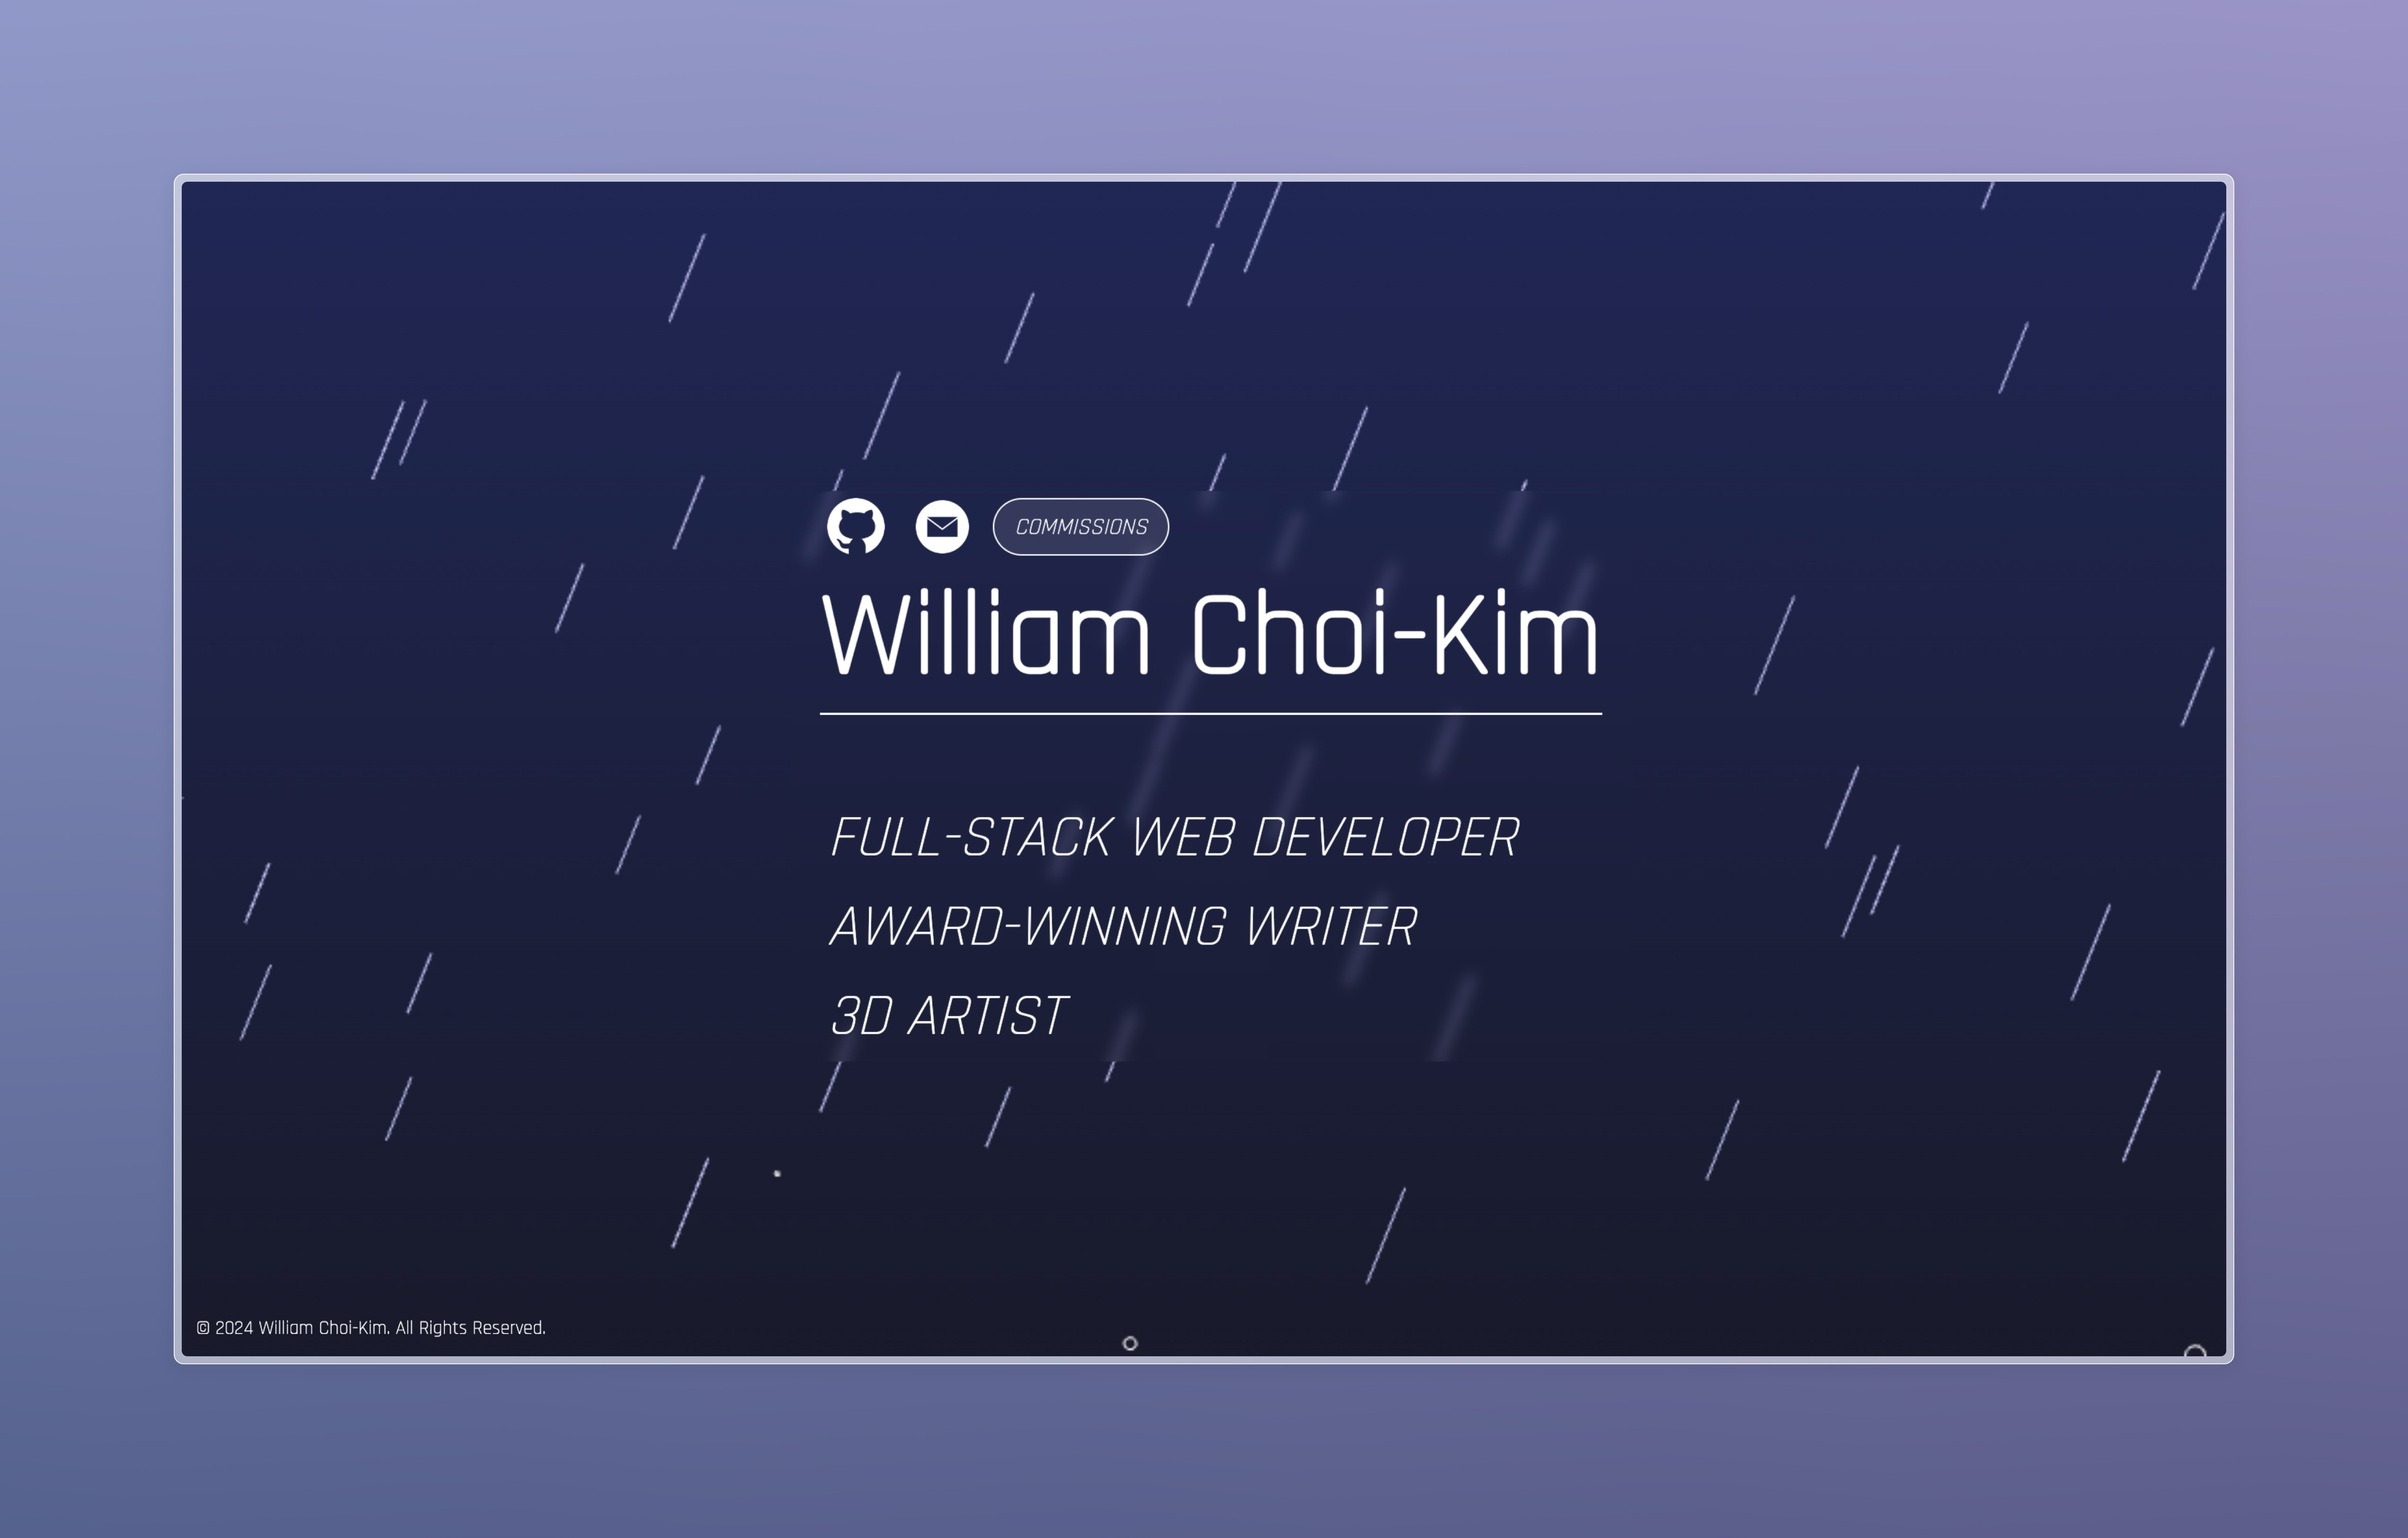 COMMISSIONS
William Choi-Kim
FULL-STACK WEB DEVELOPER
AWARD-WINNING WRITER
3D ARTIST
© 2024 William Choi-Kim. All Rights Reserved.